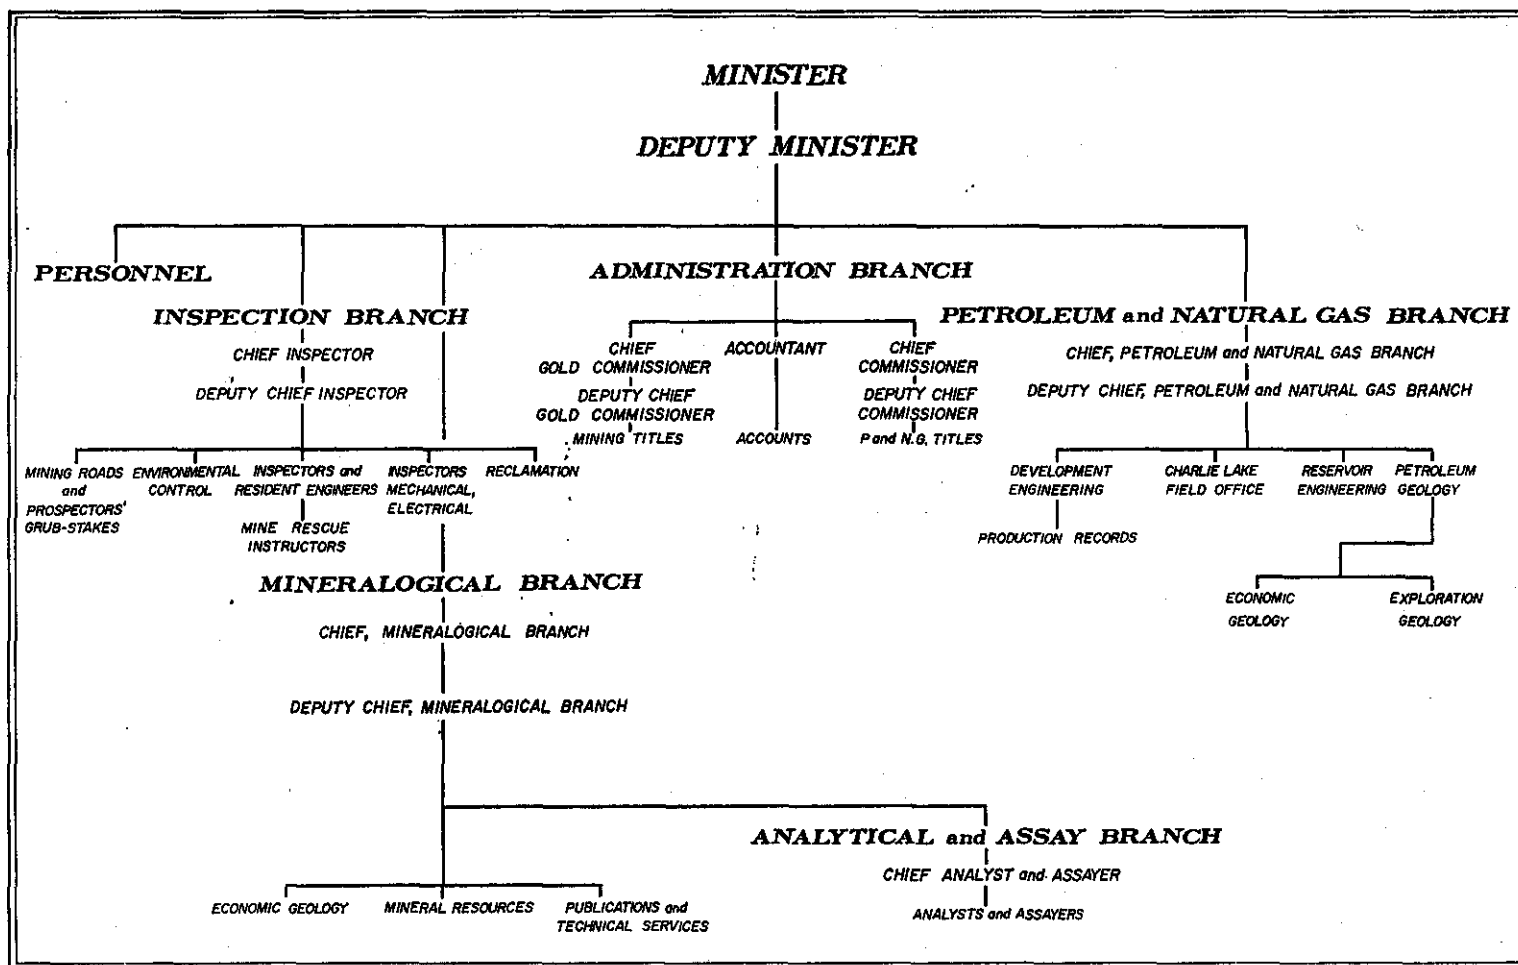 MINISTER
DEPUTY MINISTER
PERSONNEL
ADMINISTRATION BRANCH
INSPECTION BRANCH
PETROLEUM and NATURAL GAS BRANCH
CHIEF INSPECTOR
DEPUTY CHIEF INSPECTOR
CHIEF
GOLD COMMISSIONER
DEPUTY CHIEF
GOLD COMMISSIONER
MINING TITLES
ACCOUNTANT
ACCOUNTS
CHIEF
COMMISSIONER
DEPUTY CHIEF
COMMISSIONER
P and N.G. TITLES
CHIEF, PETROLEUM and NATURAL GAS BRANCH
DEPUTY CHIEF, PETROLEUM and NATURAL GAS BRANCH
MINING ROADS
and
PROSPECTORS'
GRUB-STAKES
ENVIRONMENTAL
CONTROL
INSPECTORS and
RESIDENT ENGINEERS
MINE RESCUE
INSTRUCTORS
INSPECTORS
MECHANICAL,
ELECTRICAL
RECLAMATION
DEVELOPMENT
ENGINEERING
PRODUCTION RECORDS
CHARLIE LAKE
FIELD OFFICE
RESERVOIR
ENGINEERING
PETROLEUM
GEOLOGY
ECONOMIC
GEOLOGY
EXPLORATION
GEOLOGY
MINERALOGICAL BRANCH
CHIEF, MINERALOGICAL BRANCH
DEPUTY CHIEF, MINERALOGICAL BRANCH
ANALYTICAL and ASSAY BRANCH
CHIEF ANALYST and ASSAYER
ANALYSTS and ASSAYERS
ECONOMIC GEOLOGY
MINERAL RESOURCES
PUBLICATIONS and
TECHNICAL SERVICES